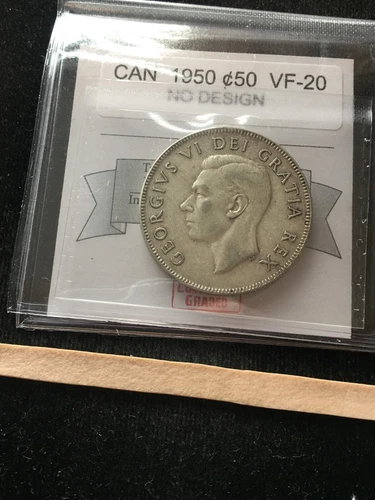 CAN 1950 ¢50 VF-20
NO DESIGN
GEORGIVS VI DEI GRATIA REX
GRADED